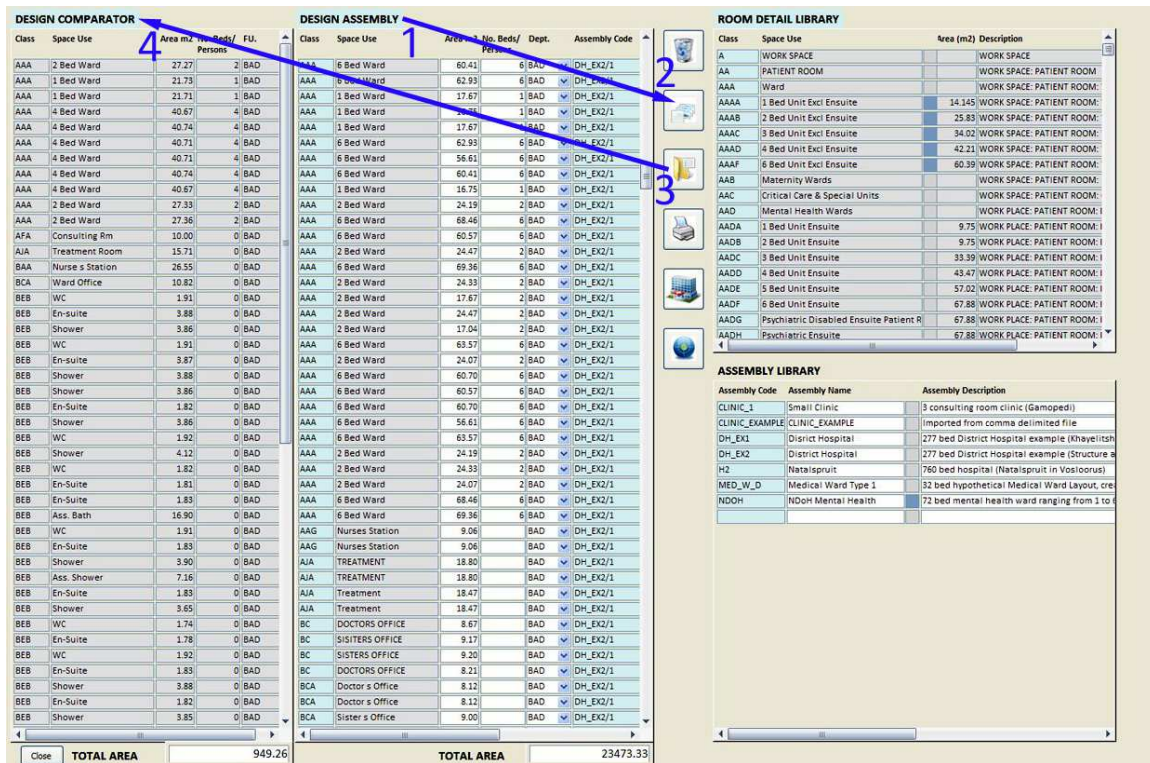 DESIGN COMPARATOR
Class Space Use Area m2 No. Beds/ Persons FU.
AAA 2 Bed Ward 27.27 2 BAD
AAA 1 Bed Ward 21.73 1 BAD
AAA 1 Bed Ward 21.71 1 BAD
AAA 4 Bed Ward 40.67 4 BAD
AAA 4 Bed Ward 40.74 4 BAD
AAA 4 Bed Ward 40.71 4 BAD
AAA 4 Bed Ward 40.71 4 BAD
AAA 4 Bed Ward 40.74 4 BAD
AAA 4 Bed Ward 40.67 4 BAD
AAA 2 Bed Ward 27.33 2 BAD
AAA 2 Bed Ward 27.36 2 BAD
AFA Consulting Rm 10.00 0 BAD
AJA Treatment Room 15.71 0 BAD
BAA Nurse s Station 26.55 0 BAD
BCA Ward Office 10.82 0 BAD
BEB WC 1.91 0 BAD
BEB En-suite 3.88 0 BAD
BEB Shower 3.86 0 BAD
BEB WC 1.91 0 BAD
BEB En-suite 3.87 0 BAD
BEB Shower 3.88 0 BAD
BEB Shower 3.86 0 BAD
BEB En-Suite 1.82 0 BAD
BEB Shower 3.86 0 BAD
BEB WC 1.92 0 BAD
BEB Shower 4.12 0 BAD
BEB WC 1.82 0 BAD
BEB En-Suite 1.81 0 BAD
BEB En-Suite 1.83 0 BAD
BEB Ass. Bath 16.90 0 BAD
BEB WC 1.91 0 BAD
BEB En-Suite 1.83 0 BAD
BEB Shower 3.90 0 BAD
BEB Ass. Shower 7.16 0 BAD
BEB En-Suite 1.83 0 BAD
BEB Shower 3.65 0 BAD
BEB WC 1.74 0 BAD
BEB En-Suite 1.78 0 BAD
BEB WC 1.92 0 BAD
BEB En-Suite 1.83 0 BAD
BEB Shower 3.88 0 BAD
BEB En-Suite 1.82 0 BAD
BEB Shower 3.85 0 BAD
Close TOTAL AREA 949.26
DESIGN ASSEMBLY
Class Space Use Area m2 No. Beds/ Persons Dept. Assembly Code
AAA 6 Bed Ward 60.41 6 BAD DH_EX2/1
AAA 6 Bed Ward 62.93 6 BAD DH_EX2/1
AAA 1 Bed Ward 17.67 1 BAD DH_EX2/1
AAA 1 Bed Ward 16.75 1 BAD DH_EX2/1
AAA 1 Bed Ward 17.67 BAD DH_EX2/1
AAA 6 Bed Ward 62.93 6 BAD DH_EX2/1
AAA 6 Bed Ward 56.61 6 BAD DH_EX2/1
AAA 6 Bed Ward 60.41 6 BAD DH_EX2/1
AAA 1 Bed Ward 16.75 1 BAD DH_EX2/1
AAA 2 Bed Ward 24.19 2 BAD DH_EX2/1
AAA 6 Bed Ward 68.46 6 BAD DH_EX2/1
AAA 6 Bed Ward 60.57 6 BAD DH_EX2/1
AAA 2 Bed Ward 24.47 2 BAD DH_EX2/1
AAA 6 Bed Ward 69.36 6 BAD DH_EX2/1
AAA 2 Bed Ward 24.33 2 BAD DH_EX2/1
AAA 2 Bed Ward 17.67 2 BAD DH_EX2/1
AAA 2 Bed Ward 24.47 2 BAD DH_EX2/1
AAA 2 Bed Ward 17.04 2 BAD DH_EX2/1
AAA 6 Bed Ward 63.57 6 BAD DH_EX2/1
AAA 2 Bed Ward 24.07 2 BAD DH_EX2/1
AAA 6 Bed Ward 60.70 6 BAD DH_EX2/1
AAA 6 Bed Ward 60.57 6 BAD DH_EX2/1
AAA 6 Bed Ward 60.70 6 BAD DH_EX2/1
AAA 6 Bed Ward 56.61 6 BAD DH_EX2/1
AAA 6 Bed Ward 63.57 6 BAD DH_EX2/1
AAA 2 Bed Ward 24.19 2 BAD DH_EX2/1
AAA 2 Bed Ward 24.33 2 BAD DH_EX2/1
AAA 2 Bed Ward 24.07 2 BAD DH_EX2/1
AAA 6 Bed Ward 68.46 6 BAD DH_EX2/1
AAA 6 Bed Ward 69.36 6 BAD DH_EX2/1
AAG Nurses Station 9.06 BAD DH_EX2/1
AAG Nurses Station 9.06 BAD DH_EX2/1
AJA TREATMENT 18.80 BAD DH_EX2/1
AJA TREATMENT 18.80 BAD DH_EX2/1
AJA Treatment 18.47 BAD DH_EX2/1
AJA Treatment 18.47 BAD DH_EX2/1
BC DOCTORS OFFICE 8.67 BAD DH_EX2/1
BC SISITERS OFFICE 9.17 BAD DH_EX2/1
BC SISTERS OFFICE 9.20 BAD DH_EX2/1
BC DOCTORS OFFICE 8.21 BAD DH_EX2/1
BCA Doctor s Office 8.12 BAD DH_EX2/1
BCA Doctor s Office 8.12 BAD DH_EX2/1
BCA Sister s Office 9.00 BAD DH_EX2/1
TOTAL AREA 23473.33
1
2
3
4
ROOM DETAIL LIBRARY
Class Space Use Area (m2) Description
A WORK SPACE WORK SPACE
AA PATIENT ROOM WORK SPACE: PATIENT ROOM
AAA Ward WORK SPACE: PATIENT ROOM:
AAAA 1 Bed Unit Excl Ensuite 14.145 WORK SPACE: PATIENT ROOM:
AAAB 2 Bed Unit Excl Ensuite 25.83 WORK SPACE: PATIENT ROOM:
AAAC 3 Bed Unit Excl Ensuite 34.02 WORK SPACE: PATIENT ROOM:
AAAD 4 Bed Unit Excl Ensuite 42.21 WORK SPACE: PATIENT ROOM:
AAAF 6 Bed Unit Excl Ensuite 60.39 WORK SPACE: PATIENT ROOM:
AAB Maternity Wards WORK SPACE: PATIENT ROOM:
AAC Critical Care & Special Units WORK SPACE: PATIENT ROOM:
AAD Mental Health Wards WORK PLACE: PATIENT ROOM:
AADA 1 Bed Unit Ensuite 9.75 WORK PLACE: PATIENT ROOM:
AADB 2 Bed Unit Ensuite 9.75 WORK PLACE: PATIENT ROOM:
AADC 3 Bed Unit Ensuite 33.39 WORK PLACE: PATIENT ROOM:
AADD 4 Bed Unit Ensuite 43.47 WORK PLACE: PATIENT ROOM:
AADE 5 Bed Unit Ensuite 57.02 WORK PLACE: PATIENT ROOM:
AADF 6 Bed Unit Ensuite 67.88 WORK PLACE: PATIENT ROOM:
AADG Psychiatric Disabled Ensuite Patient R 67.88 WORK PLACE: PATIENT ROOM:
AADH Psychiatric Ensuite 67.88 WORK PLACE: PATIENT ROOM:
ASSEMBLY LIBRARY
Assembly Code Assembly Name Assembly Description
CLINIC_1 Small Clinic 3 consulting room clinic (Gamopedi)
CLINIC_EXAMPLE CLINIC_EXAMPLE Imported from comma delimited file
DH_EX1 Disrict Hospital 277 bed District Hospital example (Khayelitsh
DH_EX2 District Hospital 277 bed District Hospital example (Structure a
H2 Natalspruit 760 bed hospital (Natalspruit in Vosloorus)
MED_W_D Medical Ward Type 1 32 bed hypothetical Medical Ward Layout, cre
NDOH NDoH Mental Health 72 bed mental health ward ranging from 1 to 6